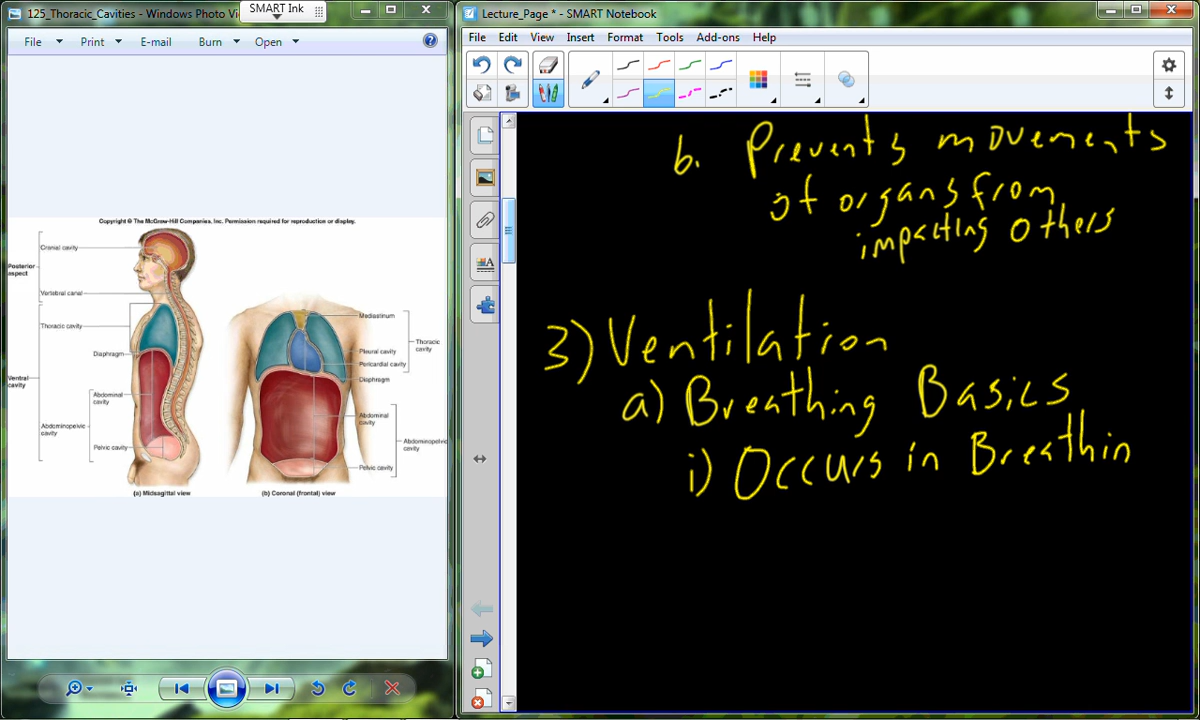 125_Thoracic_Cavities - Windows Photo Vi
SMART Ink
File Print E-mail Burn Open
Copyright © The McGraw-Hill Companies, Inc. Permission required for reproduction or display.
Cranial cavity
Posterior
aspect
Vertebral canal
Thoracic cavity
Diaphragm
Ventral
cavity
Abdominal
cavity
Abdominopelvic
cavity
Pelvic cavity
(a) Midsagittal view
Mediastinum
Thoracic
cavity
Pleural cavity
Pericardial cavity
Diaphragm
Abdominal
cavity
Abdominopelvic
cavity
Pelvic cavity
(b) Coronal (frontal) view
Lecture_Page * - SMART Notebook
File Edit View Insert Format Tools Add-ons Help
b. Prevents movements
of organs from
impacting others
3) Ventilation
a) Breathing Basics
i) Occurs in Breathin